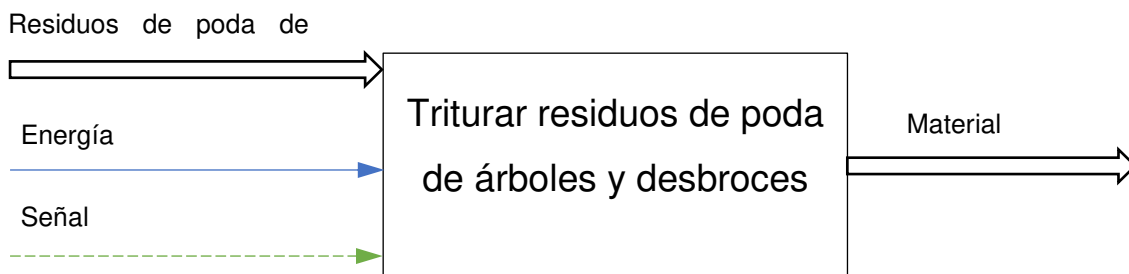 Residuos de poda de
Energía
Señal
Triturar residuos de poda
de árboles y desbroces
Material